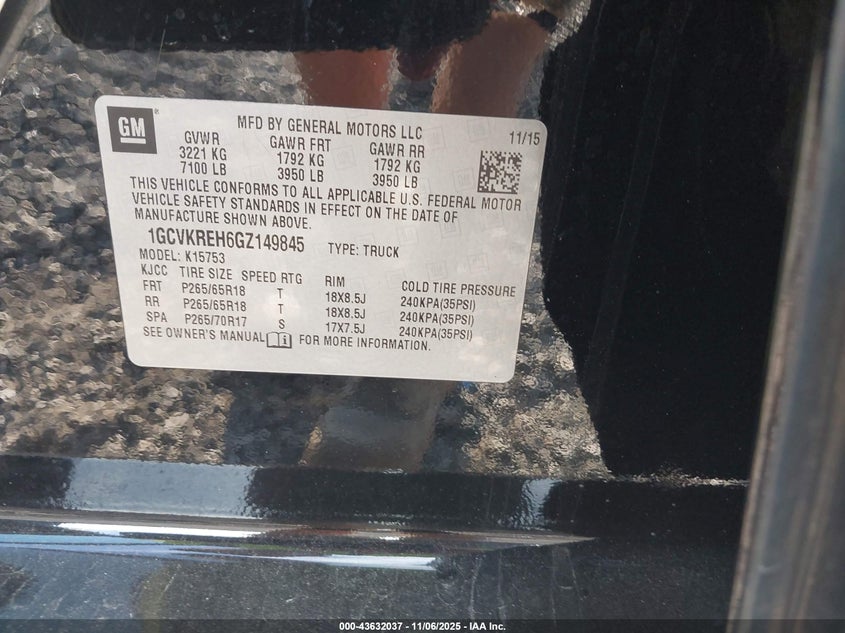 GM
MFD BY GENERAL MOTORS LLC
11/15
GVWR GAWR FRT GAWR RR
3221 KG 1792 KG 1792 KG
7100 LB 3950 LB 3950 LB
THIS VEHICLE CONFORMS TO ALL APPLICABLE U.S. FEDERAL MOTOR
VEHICLE SAFETY STANDARDS IN EFFECT ON THE DATE OF
MANUFACTURE SHOWN ABOVE.
1GCVKREH6GZ149845 TYPE: TRUCK
MODEL: K15753
KJCC TIRE SIZE SPEED RTG RIM COLD TIRE PRESSURE
FRT P265/65R18 T 18X8.5J 240KPA(35PSI)
RR P265/65R18 T 18X8.5J 240KPA(35PSI)
SPA P265/70R17 S 17X7.5J 240KPA(35PSI)
SEE OWNER'S MANUAL FOR MORE INFORMATION.
000-43632037 - 11/06/2025 - IAA Inc.